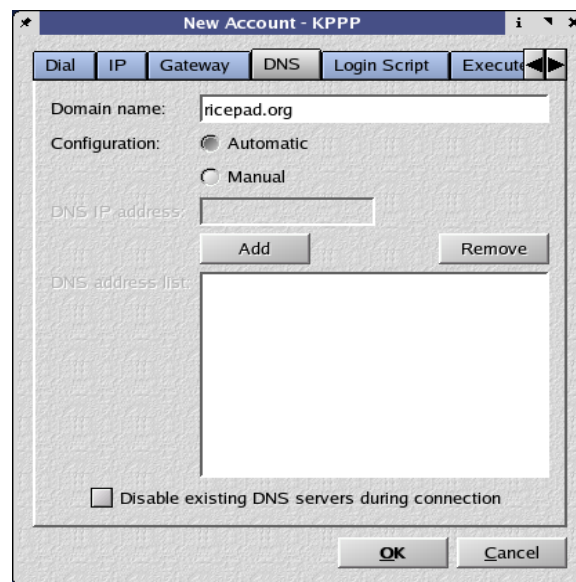 New Account - KPPP
Dial IP Gateway DNS Login Script Execute
Domain name: ricepad.org
Configuration: Automatic
Manual
DNS IP address:
Add Remove
DNS address list:
Disable existing DNS servers during connection
OK Cancel